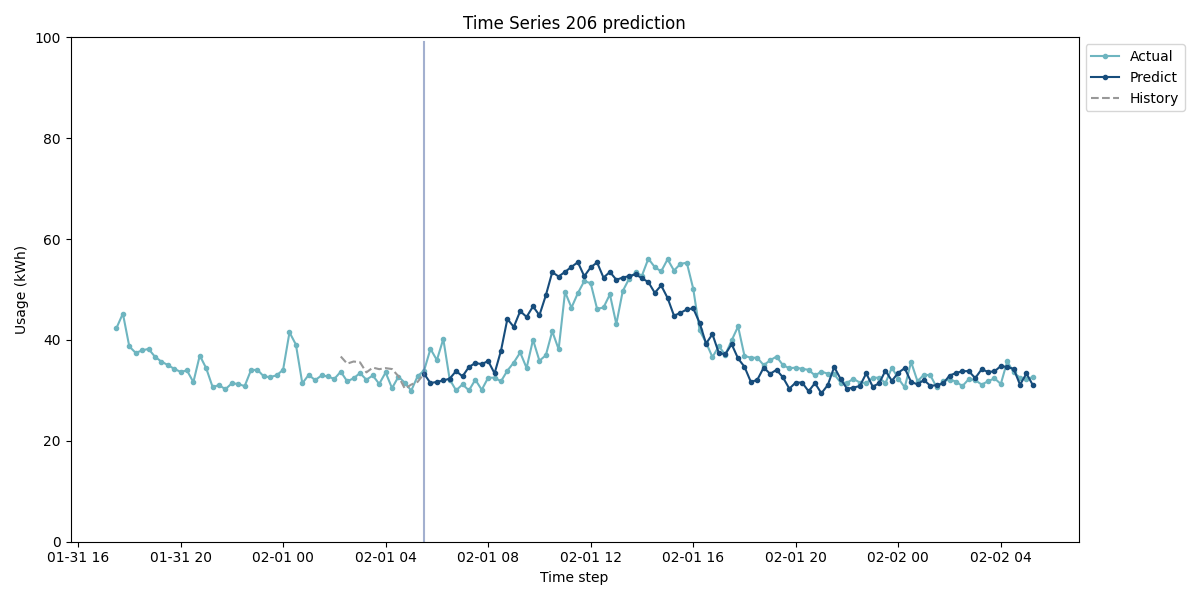 Time Series 206 prediction
100
80
60
40
20
0
Usage (kWh)
01-31 16
01-31 20
02-01 00
02-01 04
02-01 08
02-01 12
02-01 16
02-01 20
02-02 00
02-02 04
Time step
Actual
Predict
History